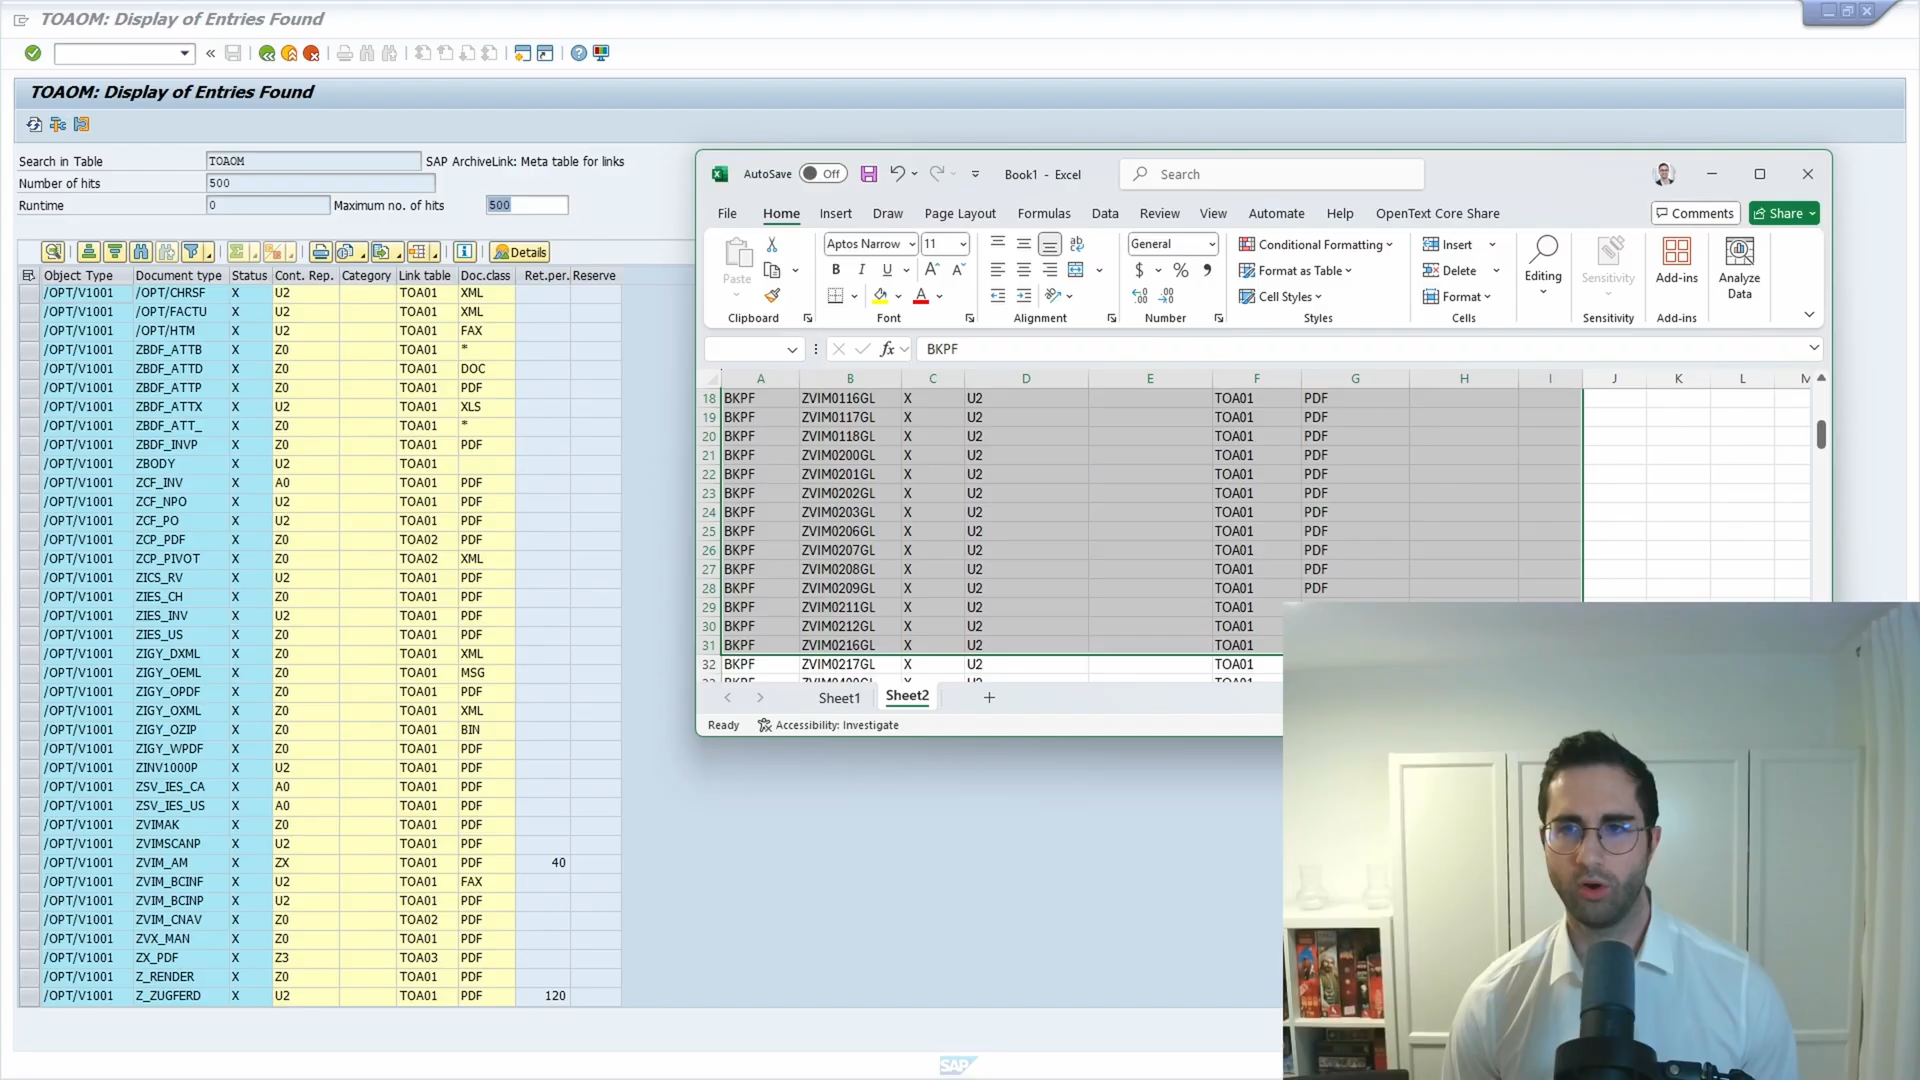 TOAOM: Display of Entries Found
TOAOM: Display of Entries Found
Search in Table TOAOM SAP ArchiveLink: Meta table for links
Number of hits 500
Runtime 0 Maximum no. of hits 500
Details
Object Type Document type Status Cont. Rep. Category Link table Doc.class Ret.per. Reserve
/OPT/V1001 /OPT/CHRSF X U2 TOA01 XML
/OPT/V1001 /OPT/FACTU X U2 TOA01 XML
/OPT/V1001 /OPT/HTM X U2 TOA01 FAX
/OPT/V1001 ZBDF_ATTB X Z0 TOA01 *
/OPT/V1001 ZBDF_ATTD X Z0 TOA01 DOC
/OPT/V1001 ZBDF_ATTP X Z0 TOA01 PDF
/OPT/V1001 ZBDF_ATTX X U2 TOA01 XLS
/OPT/V1001 ZBDF_ATT_ X Z0 TOA01 *
/OPT/V1001 ZBDF_INVP X Z0 TOA01 PDF
/OPT/V1001 ZBODY X U2 TOA01
/OPT/V1001 ZCF_INV X A0 TOA01 PDF
/OPT/V1001 ZCF_NPO X U2 TOA01 PDF
/OPT/V1001 ZCF_PO X U2 TOA01 PDF
/OPT/V1001 ZCP_PDF X Z0 TOA02 PDF
/OPT/V1001 ZCP_PIVOT X Z0 TOA02 XML
/OPT/V1001 ZICS_RV X U2 TOA01 PDF
/OPT/V1001 ZIES_CH X Z0 TOA01 PDF
/OPT/V1001 ZIES_INV X U2 TOA01 PDF
/OPT/V1001 ZIES_US X Z0 TOA01 PDF
/OPT/V1001 ZIGY_DXML X Z0 TOA01 XML
/OPT/V1001 ZIGY_OEML X Z0 TOA01 MSG
/OPT/V1001 ZIGY_OPDF X Z0 TOA01 PDF
/OPT/V1001 ZIGY_OXML X Z0 TOA01 XML
/OPT/V1001 ZIGY_OZIP X Z0 TOA01 BIN
/OPT/V1001 ZIGY_WPDF X Z0 TOA01 PDF
/OPT/V1001 ZINV1000P X U2 TOA01 PDF
/OPT/V1001 ZSV_IES_CA X A0 TOA01 PDF
/OPT/V1001 ZSV_IES_US X A0 TOA01 PDF
/OPT/V1001 ZVIMAK X Z0 TOA01 PDF
/OPT/V1001 ZVIMSCANP X U2 TOA01 PDF
/OPT/V1001 ZVIM_AM X ZX TOA01 PDF 40
/OPT/V1001 ZVIM_BCINF X U2 TOA01 FAX
/OPT/V1001 ZVIM_BCINP X U2 TOA01 PDF
/OPT/V1001 ZVIM_CNAV X Z0 TOA02 PDF
/OPT/V1001 ZVX_MAN X Z0 TOA01 PDF
/OPT/V1001 ZX_PDF X Z3 TOA03 PDF
/OPT/V1001 Z_RENDER X Z0 TOA01 PDF
/OPT/V1001 Z_ZUGFERD X U2 TOA01 PDF 120
SAP
AutoSave Off Book1 - Excel Search
File Home Insert Draw Page Layout Formulas Data Review View Automate Help OpenText Core Share Comments Share
Paste Aptos Narrow 11 ab General Conditional Formatting Insert
B I U A A $ % Format as Table Delete Editing Sensitivity Add-ins Analyze Data
A Cell Styles Format
Clipboard Font Alignment Number Styles Cells Sensitivity Add-ins
fx BKPF
A B C D E F G H I J K L M
18 BKPF ZVIM0116GL X U2 TOA01 PDF
19 BKPF ZVIM0117GL X U2 TOA01 PDF
20 BKPF ZVIM0118GL X U2 TOA01 PDF
21 BKPF ZVIM0200GL X U2 TOA01 PDF
22 BKPF ZVIM0201GL X U2 TOA01 PDF
23 BKPF ZVIM0202GL X U2 TOA01 PDF
24 BKPF ZVIM0203GL X U2 TOA01 PDF
25 BKPF ZVIM0206GL X U2 TOA01 PDF
26 BKPF ZVIM0207GL X U2 TOA01 PDF
27 BKPF ZVIM0208GL X U2 TOA01 PDF
28 BKPF ZVIM0209GL X U2 TOA01 PDF
29 BKPF ZVIM0211GL X U2 TOA01
30 BKPF ZVIM0212GL X U2 TOA01
31 BKPF ZVIM0216GL X U2 TOA01
32 BKPF ZVIM0217GL X U2 TOA01
Sheet1 Sheet2
Ready Accessibility: Investigate